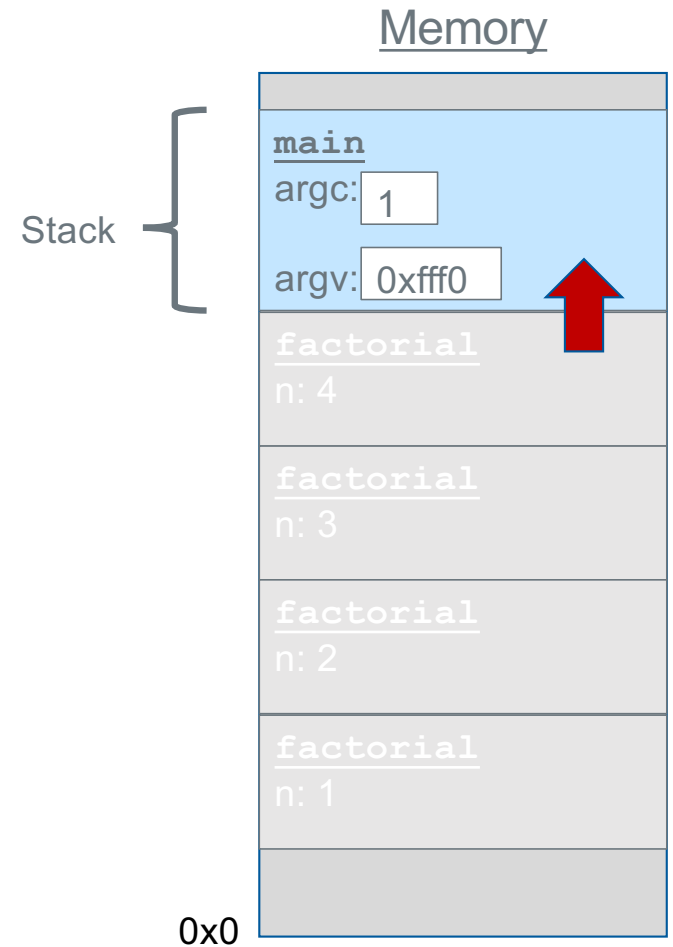 Memory
main
argc: 1
Stack
argv: 0xfff0
factorial
n: 4
factorial
n: 3
factorial
n: 2
factorial
n: 1
0x0